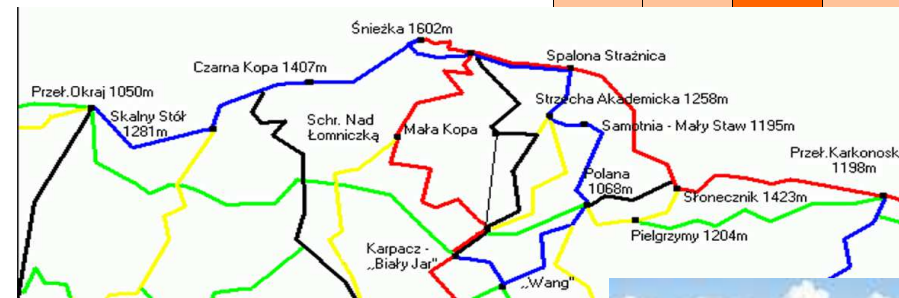 Śnieżka 1602m
Czarna Kopa 1407m
Spalona Strażnica
Przeł.Okraj 1050m
Skalny Stół
1281m
Schr. Nad
Łomniczką
Mała Kopa
Strzecha Akademicka 1258m
Samotnia - Mały Staw 1195m
Przeł.Karkonosk
1198m
Polana
1068m
Słonecznik 1423m
Pielgrzymy 1204m
Karpacz -
,,Biały Jar"
,,Wang"